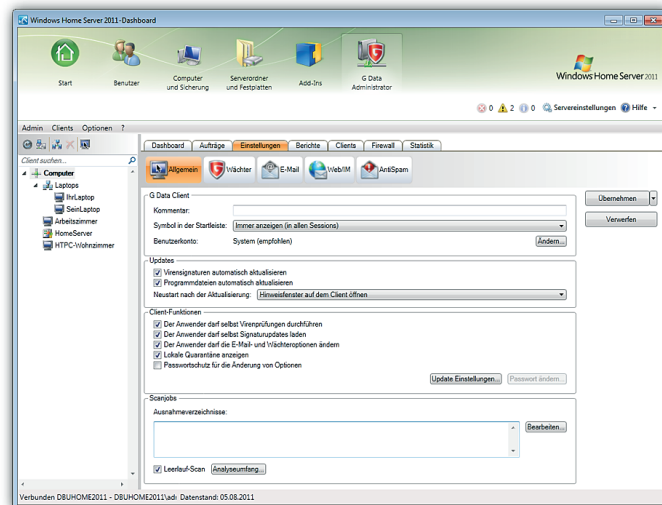 Windows Home Server 2011-Dashboard
Start
Benutzer
Computer und Sicherung
Serverordner und Festplatten
Add-Ins
G Data Administrator
Windows Home Server 2011
0 2 0 Servereinstellungen Hilfe
Admin Clients Optionen ?
Client suchen...
Computer
Laptops
IhrLaptop
SeinLaptop
Arbeitszimmer
HomeServer
HTPC-Wohnzimmer
Dashboard Aufträge Einstellungen Berichte Clients Firewall Statistik
Allgemein Wächter E-Mail Web/IM AntiSpam
G Data Client
Kommentar:
Symbol in der Startleiste: Immer anzeigen (in allen Sessions)
Benutzerkonto: System (empfohlen) Ändern...
Updates
Virensignaturen automatisch aktualisieren
Programmdateien automatisch aktualisieren
Neustart nach der Aktualisierung: Hinweisfenster auf dem Client öffnen
Client-Funktionen
Der Anwender darf selbst Virenprüfungen durchführen
Der Anwender darf selbst Signaturupdates laden
Der Anwender darf die E-Mail- und Wächteroptionen ändern
Lokale Quarantäne anzeigen
Passwortschutz für die Änderung von Optionen
Update Einstellungen... Passwort ändern...
Scanjobs
Ausnahmeverzeichnisse:
Bearbeiten...
Leerlauf-Scan Analyseumfang...
Übernehmen
Verwerfen
Verbunden DBUHOME2011 - DBUHOME2011\adı Datenstand: 05.08.2011